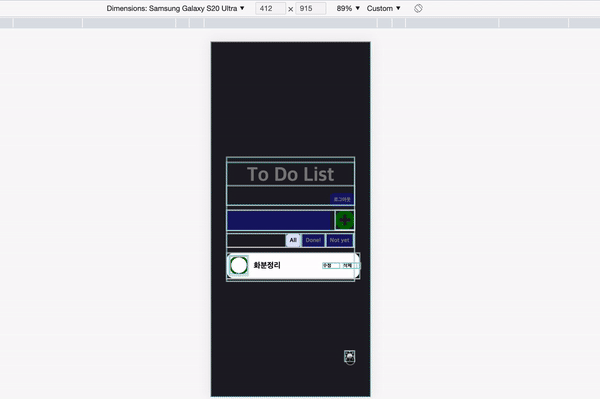 Dimensions: Samsung Galaxy S20 Ultra ▼ 412 × 915 89% ▼ Custom ▼
To Do List
로그아웃
All Done! Not yet
화분정리 수정 삭제